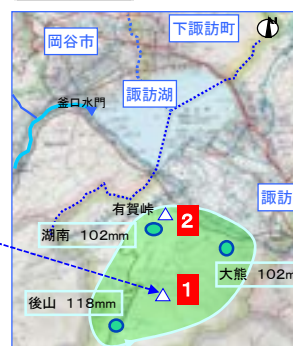 下諏訪町
岡谷市
諏訪湖
釜口水門
諏訪
有賀峠
2
湖南 102mm
大熊 102m
1
後山 118mm